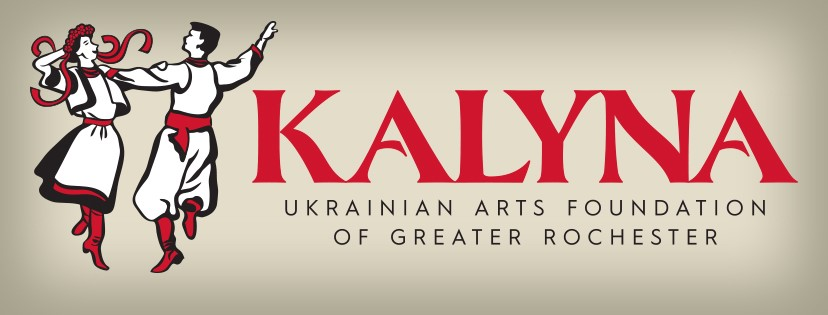 KALYNA
UKRAINIAN ARTS FOUNDATION
OF GREATER ROCHESTER